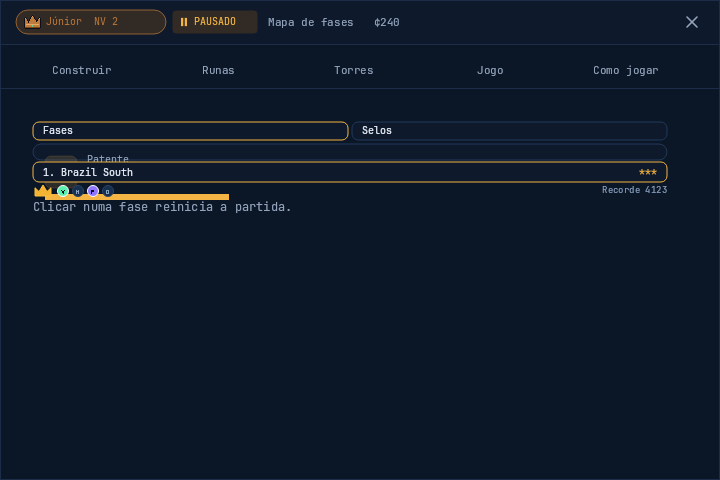 Júnior NV 2
PAUSADO
Mapa de fases
₵240
Construir
Runas
Torres
Jogo
Como jogar
Fases
Selos
Patente
1. Brazil South
★★★
Recorde 4123
Clicar numa fase reinicia a partida.